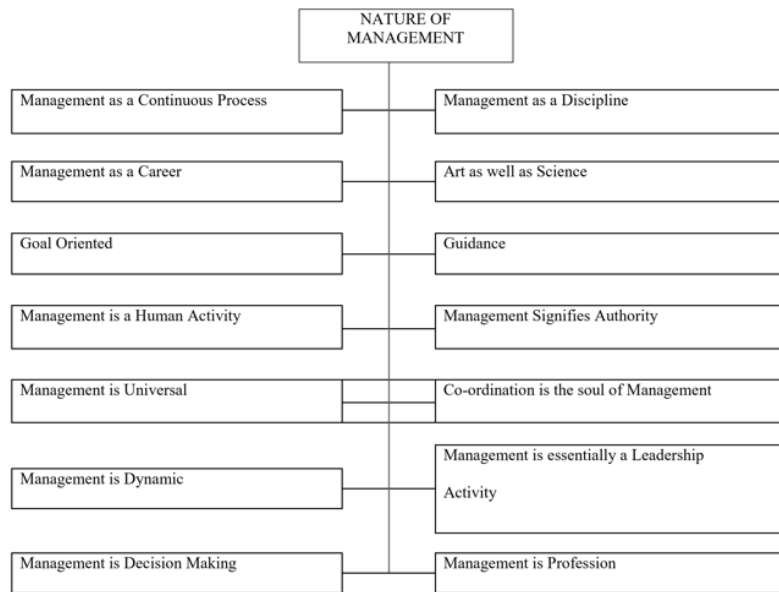 NATURE OF
MANAGEMENT
Management as a Continuous Process
Management as a Discipline
Management as a Career
Art as well as Science
Goal Oriented
Guidance
Management is a Human Activity
Management Signifies Authority
Management is Universal
Co-ordination is the soul of Management
Management is Dynamic
Management is essentially a Leadership
Activity
Management is Decision Making
Management is Profession